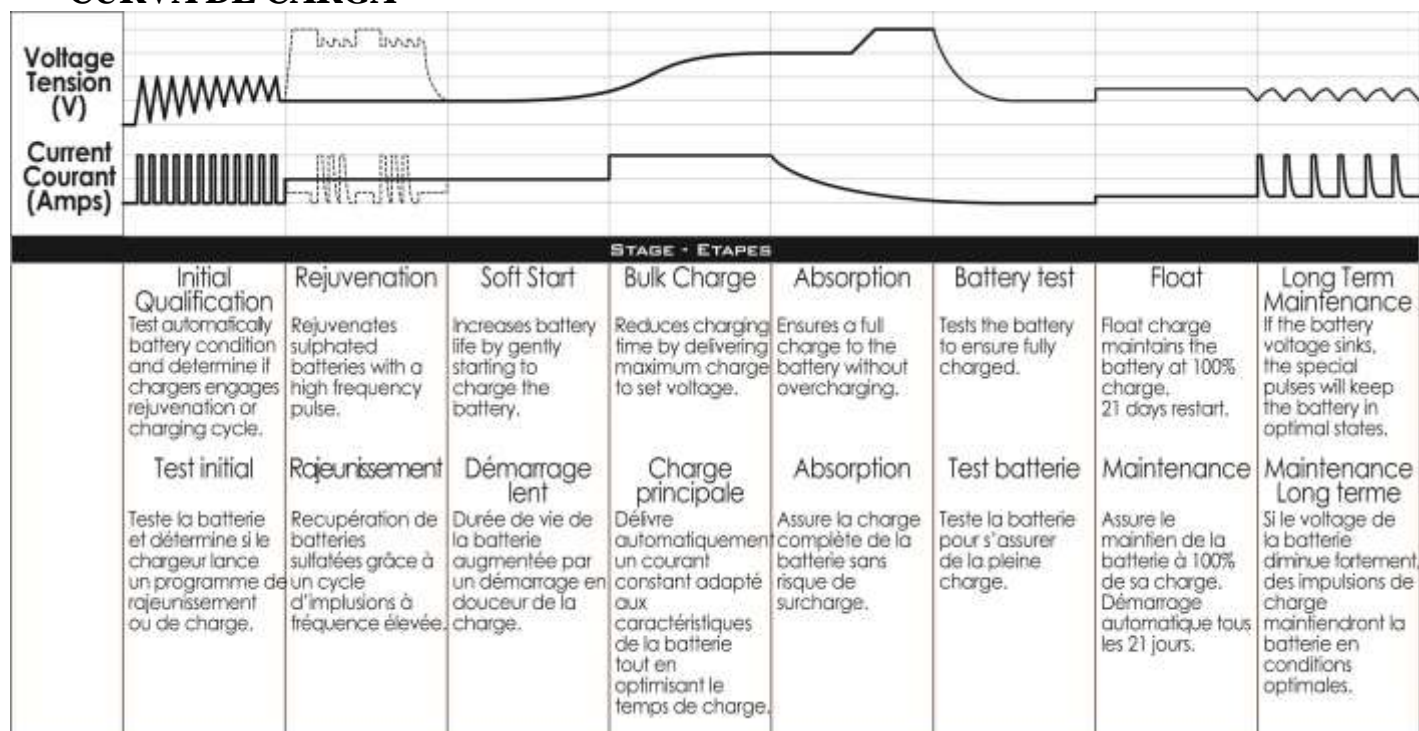 CURVA DE CARGA
Voltage
Tension
(V)
Current
Courant
(Amps)
STAGE - ETAPES
Initial
Qualification
Test automatically
battery condition
and determine if
chargers engages
rejuvenation or
charging cycle.
Rejuvenation
Rejuvenates
sulphated
batteries with a
high frequency
pulse.
Soft Start
Increases battery
life by gently
starting to
charge the
battery.
Bulk Charge
Reduces charging
time by delivering
maximum charge
to set voltage.
Absorption
Ensures a full
charge to the
battery without
overcharging.
Battery test
Tests the battery
to ensure fully
charged.
Float
Float charge
maintains the
battery at 100%
charge.
21 days restart.
Long Term
Maintenance
If the battery
voltage sinks,
the special
pulses will keep
the battery in
optimal states.
Test initial
Teste la batterie
et détermine si le
chargeur lance
un programme de
rajeunissement
ou de charge.
Rajeunissement
Recupération de
batteries
sulfatées grâce à
un cycle
d'implusions à
fréquence élevée.
Démarrage
lent
Durée de vie de
la batterie
augmentée par
un démarrage en
douceur de la
charge.
Charge
principale
Délivre
automatiquement
un courant
constant adapté
aux
caractéristiques
de la batterie
tout en
optimisant le
temps de charge.
Absorption
Assure la charge
complète de la
batterie sans
risque de
surcharge.
Test batterie
Teste la batterie
pour s'assurer
de la pleine
charge.
Maintenance
Assure le
maintien de la
batterie à 100%
de sa charge.
Démarrage
automatique tous
les 21 jours.
Maintenance
Long terme
Si le voltage de
la batterie
diminue fortement,
des impulsions de
charge
maintiendront la
batterie en
conditions
optimales.